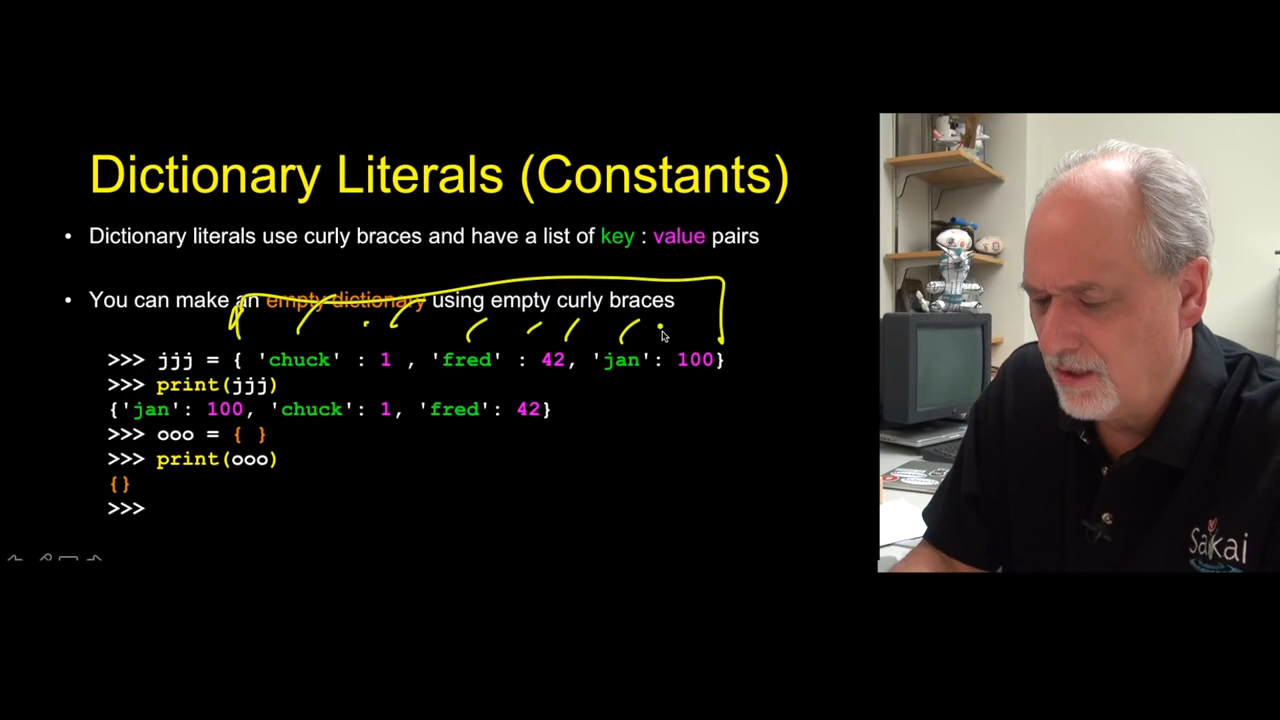 Dictionary Literals (Constants)
• Dictionary literals use curly braces and have a list of key : value pairs
• You can make an empty dictionary using empty curly braces
>>> jjj = { 'chuck' : 1 , 'fred' : 42, 'jan': 100}
>>> print(jjj)
{'jan': 100, 'chuck': 1, 'fred': 42}
>>> ooo = { }
>>> print(ooo)
{}
>>>
Sakai